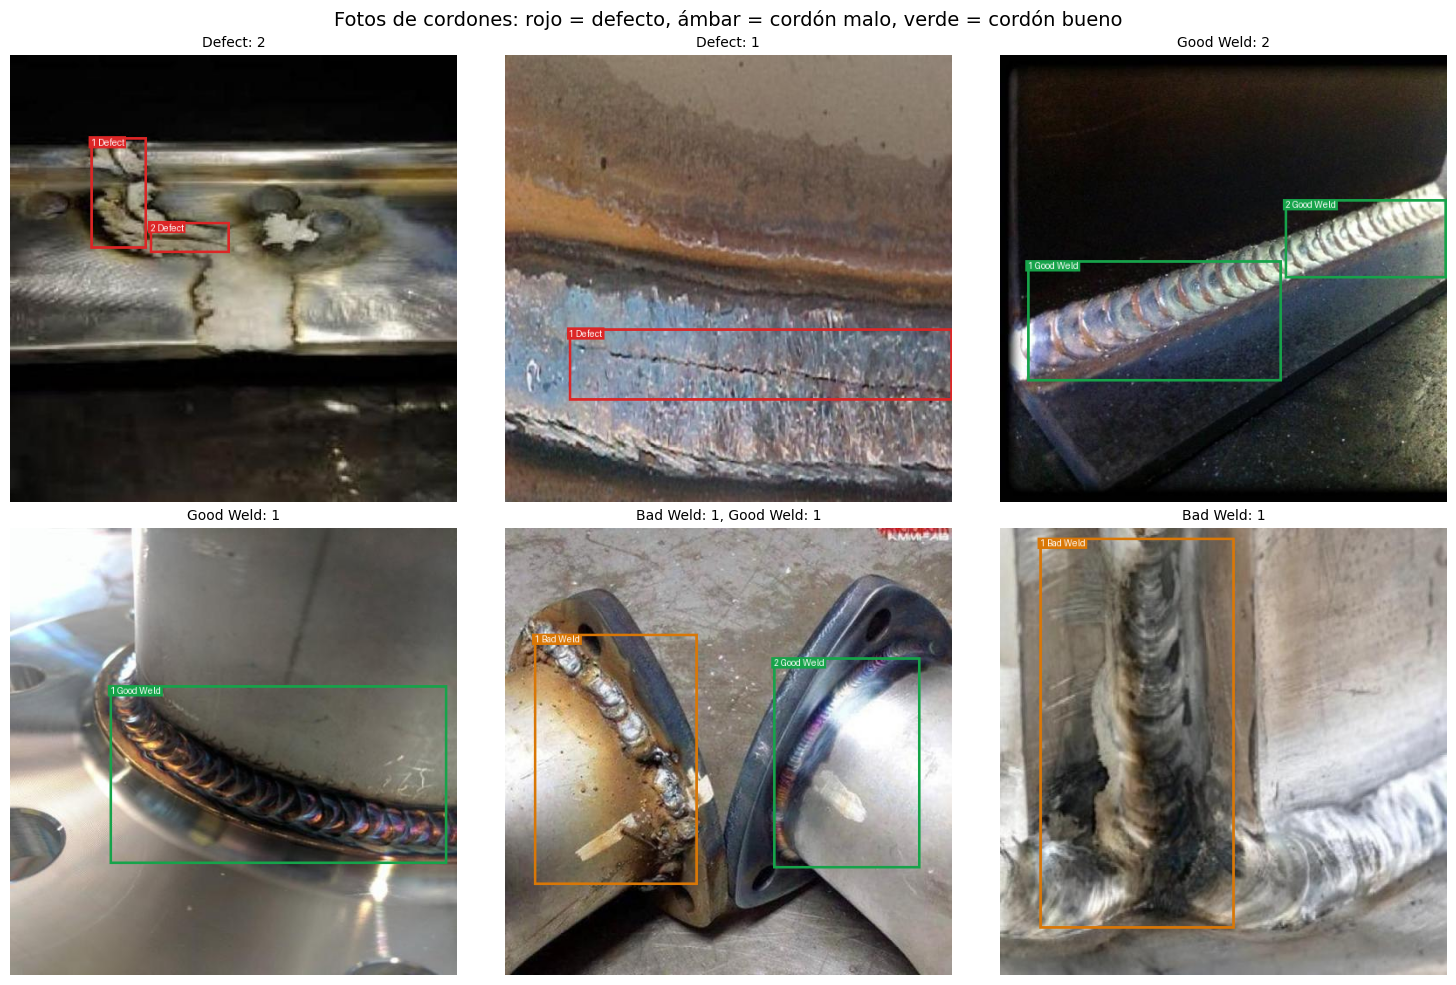 Fotos de cordones: rojo = defecto, ámbar = cordón malo, verde = cordón bueno
Defect: 2
Defect: 1
Good Weld: 2
1 Defect
2 Defect
1 Defect
1 Good Weld
2 Good Weld
Good Weld: 1
Bad Weld: 1, Good Weld: 1
Bad Weld: 1
1 Good Weld
1 Bad Weld
2 Good Weld
1 Bad Weld